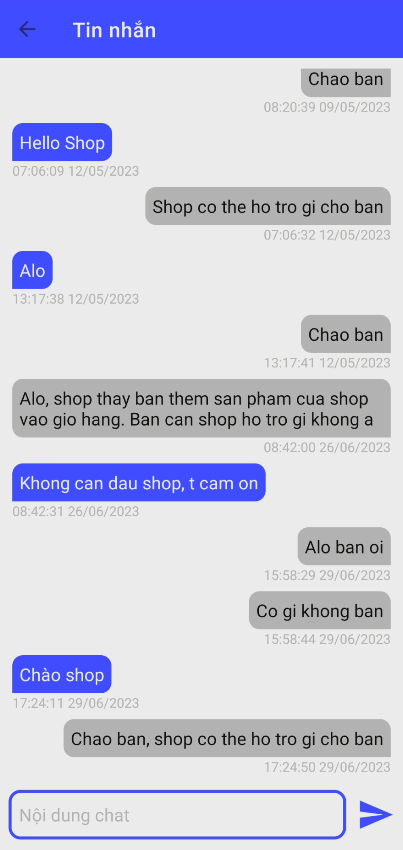 Tin nhắn
Chao ban
08:20:39 09/05/2023
Hello Shop
07:06:09 12/05/2023
Shop co the ho tro gi cho ban
07:06:32 12/05/2023
Alo
13:17:38 12/05/2023
Chao ban
13:17:41 12/05/2023
Alo, shop thay ban them san pham cua shop
vao gio hang. Ban can shop ho tro gi khong a
08:42:00 26/06/2023
Khong can dau shop, t cam on
08:42:31 26/06/2023
Alo ban oi
15:58:29 29/06/2023
Co gi khong ban
15:58:44 29/06/2023
Chào shop
17:24:11 29/06/2023
Chao ban, shop co the ho tro gi cho ban
17:24:50 29/06/2023
Nội dung chat